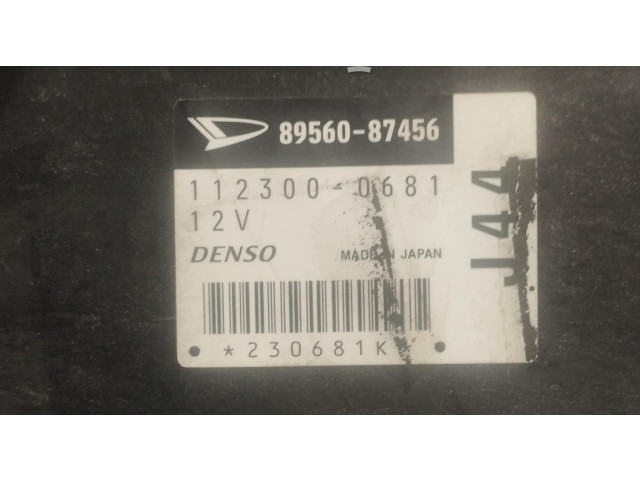 89560-87456
112300-0681
12V
DENSO MADE IN JAPAN
*230681K
J44